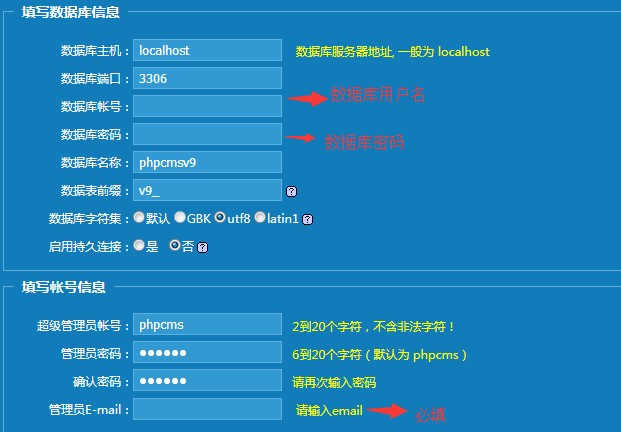 填写数据库信息
数据库主机： localhost 数据库服务器地址, 一般为 localhost
数据库端口： 3306
数据库帐号： 数据库用户名
数据库密码： 数据库密码
数据库名称： phpcmsv9
数据表前缀： v9_ ?
数据库字符集： 默认 GBK utf8 latin1 ?
启用持久连接： 是 否 ?
填写帐号信息
超级管理员帐号： phpcms 2到20个字符，不含非法字符！
管理员密码： ●●●●●● 6到20个字符（默认为 phpcms）
确认密码： ●●●●●● 请再次输入密码
管理员E-mail： 请输入email 必填